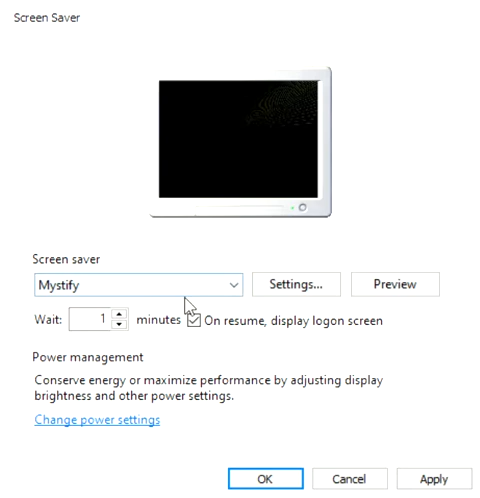 Screen Saver
Screen saver
Mystify
Settings...
Preview
Wait: 1 minutes On resume, display logon screen
Power management
Conserve energy or maximize performance by adjusting display
brightness and other power settings.
Change power settings
OK Cancel Apply